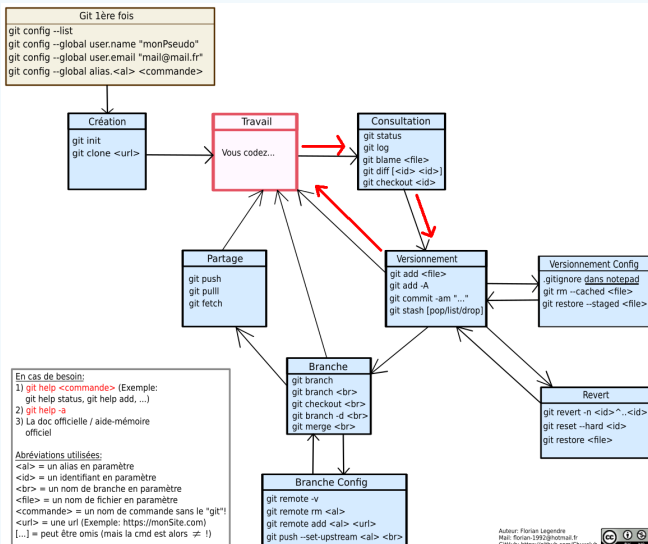 Git 1ère fois
git config --list
git config --global user.name "monPseudo"
git config --global user.email "mail@mail.fr"
git config --global alias.<al> <commande>
Création
git init
git clone <url>
Travail
Vous codez...
Consultation
git status
git log
git blame <file>
git diff [<id> <id>]
git checkout <id>
Partage
git push
git pulll
git fetch
Versionnement
git add <file>
git add -A
git commit -am "..."
git stash [pop/list/drop]
Versionnement Config
.gitignore dans notepad
git rm --cached <file>
git restore --staged <file>
Branche
git branch
git branch <br>
git checkout <br>
git branch -d <br>
git merge <br>
Revert
git revert -n <id>^..<id>
git reset --hard <id>
git restore <file>
Branche Config
git remote -v
git remote rm <al>
git remote add <al> <url>
git push --set-upstream <al> <br>
En cas de besoin:
1) git help <commande> (Exemple:
git help status, git help add, ...)
2) git help -a
3) La doc officielle / aide-mémoire
officiel
Abréviations utilisées:
<al> = un alias en paramètre
<id> = un identifiant en paramètre
<br> = un nom de branche en paramètre
<file> = un nom de fichier en paramètre
<commande> = un nom de commande sans le "git"!
<url> = une url (Exemple: https://monSite.com)
[...] = peut être omis (mais la cmd est alors ≠ !)
Auteur: Florian Legendre
Mail: florian-1992@hotmail.fr